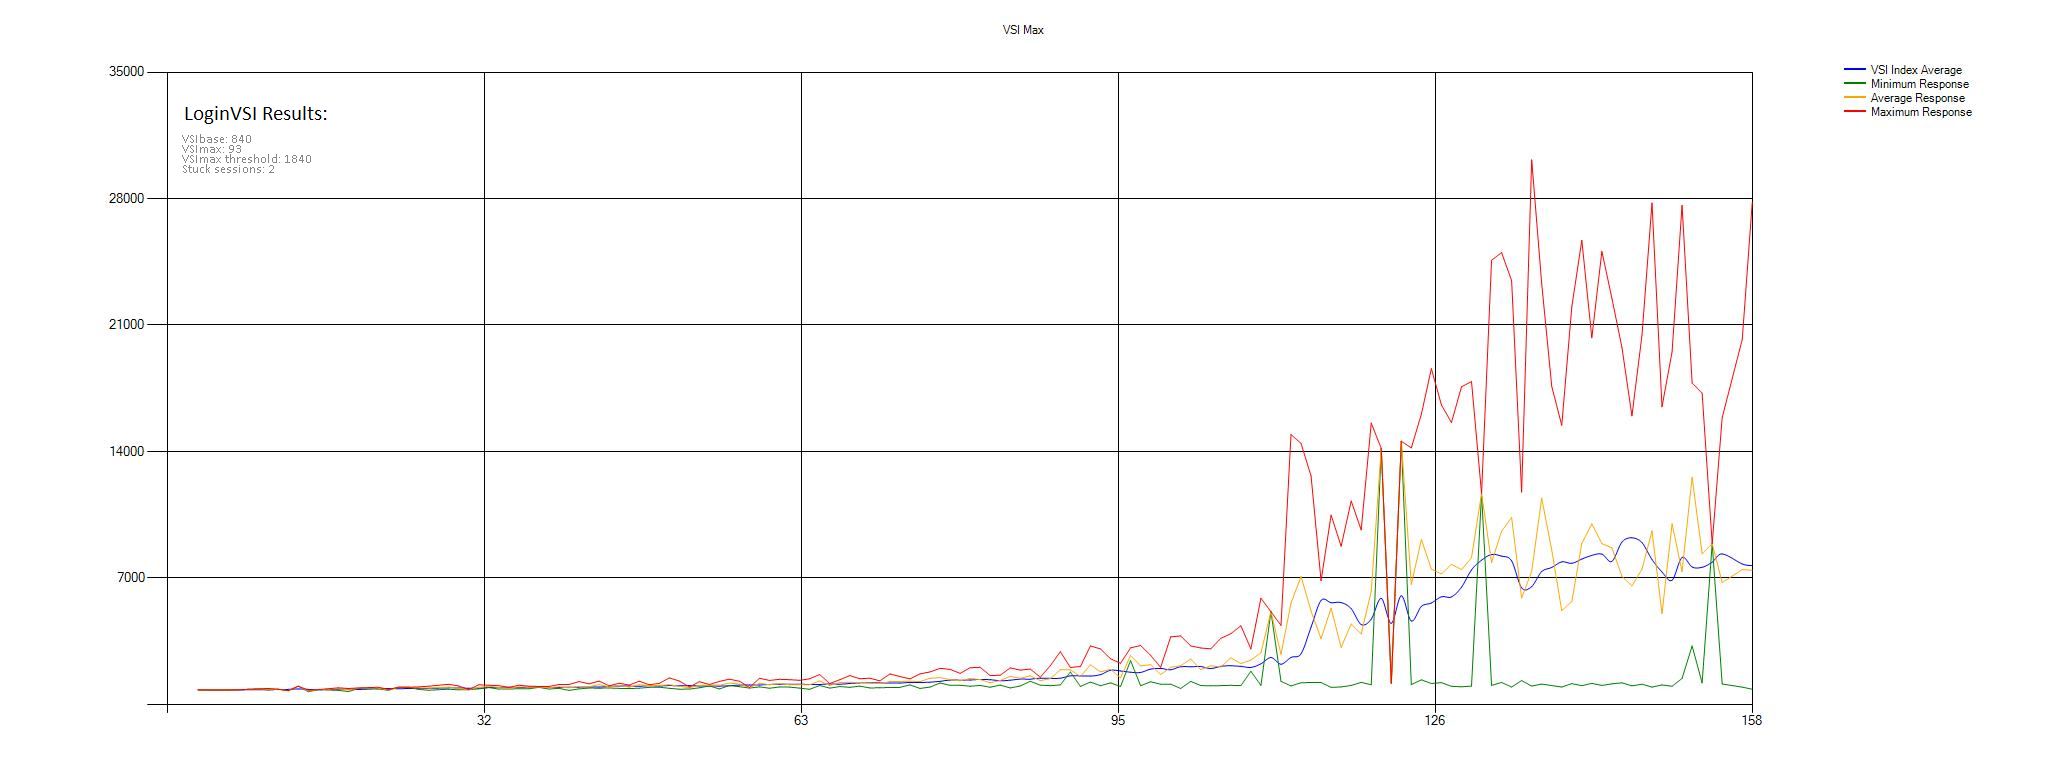 VSI Max
35000
28000
21000
14000
7000
LoginVSI Results:
VSIbase: 840
VSImax: 93
VSImax threshold: 1840
Stuck sessions: 2
VSI Index Average
Minimum Response
Average Response
Maximum Response
32
63
95
126
158